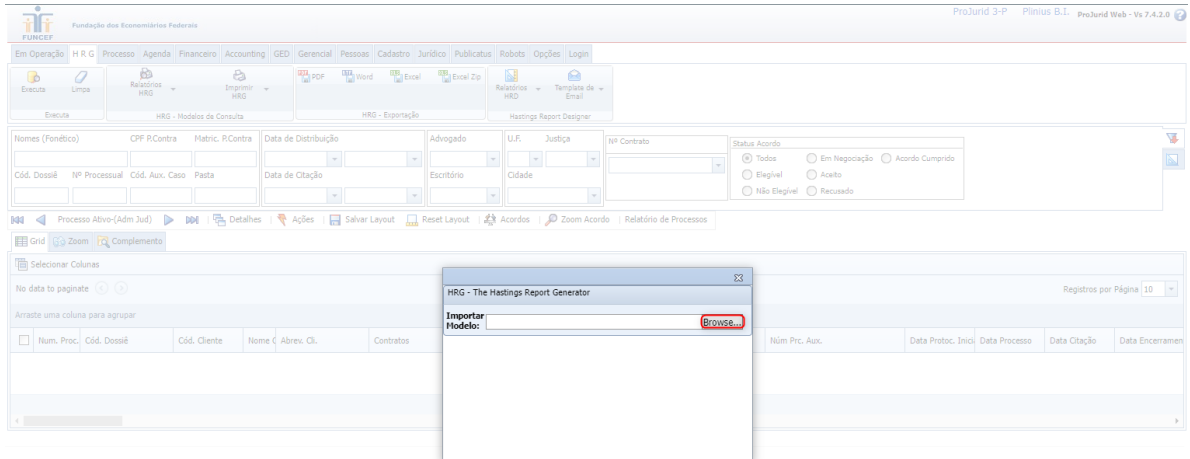 ProJurid 3-P Plinius B.I. ProJurid Web - Vs 7.4.2.0
FUNCEF
Fundação dos Economiários Federais
Em Operação H R G Processo Agenda Financeiro Accounting GED Gerencial Pessoas Cadastro Jurídico Publicatus Robots Opções Login
Executa Limpa Relatórios HRG Imprimir HRG PDF Word Excel Excel Zip Relatórios HRD Template de Email
Executa HRG - Modelos de Consulta HRG - Exportação Hastings Report Designer
Nomes (Fonético) CPF P.Contra Matric. P.Contra Data de Distribuição Advogado U.F. Justiça Nº Contrato Status Acordo
Todos Em Negociação Acordo Cumprido
Cód. Dossiê Nº Processual Cód. Aux. Caso Pasta Data de Citação Escritório Cidade Elegível Aceito
Não Elegível Recusado
Processo Ativo-(Adm Jud) Detalhes Ações Salvar Layout Reset Layout Acordos Zoom Acordo Relatório de Processos
Grid Zoom Complemento
Selecionar Colunas
No data to paginate Registros por Página 10
HRG - The Hastings Report Generator
Arraste uma coluna para agrupar
Importar Modelo: Browse...
Num. Proc. Cód. Dossiê Cód. Cliente Nome Abrev. Cli. Contratos Núm Prc. Aux. Data Protoc. Inici Data Processo Data Citação Data Encerramen